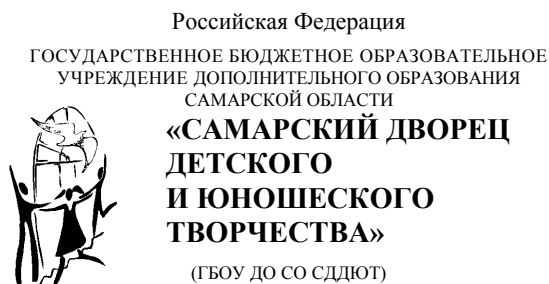 Российская Федерация
ГОСУДАРСТВЕННОЕ БЮДЖЕТНОЕ ОБРАЗОВАТЕЛЬНОЕ
УЧРЕЖДЕНИЕ ДОПОЛНИТЕЛЬНОГО ОБРАЗОВАНИЯ
САМАРСКОЙ ОБЛАСТИ
«САМАРСКИЙ ДВОРЕЦ
ДЕТСКОГО
И ЮНОШЕСКОГО
ТВОРЧЕСТВА»
(ГБОУ ДО СО СДДЮТ)